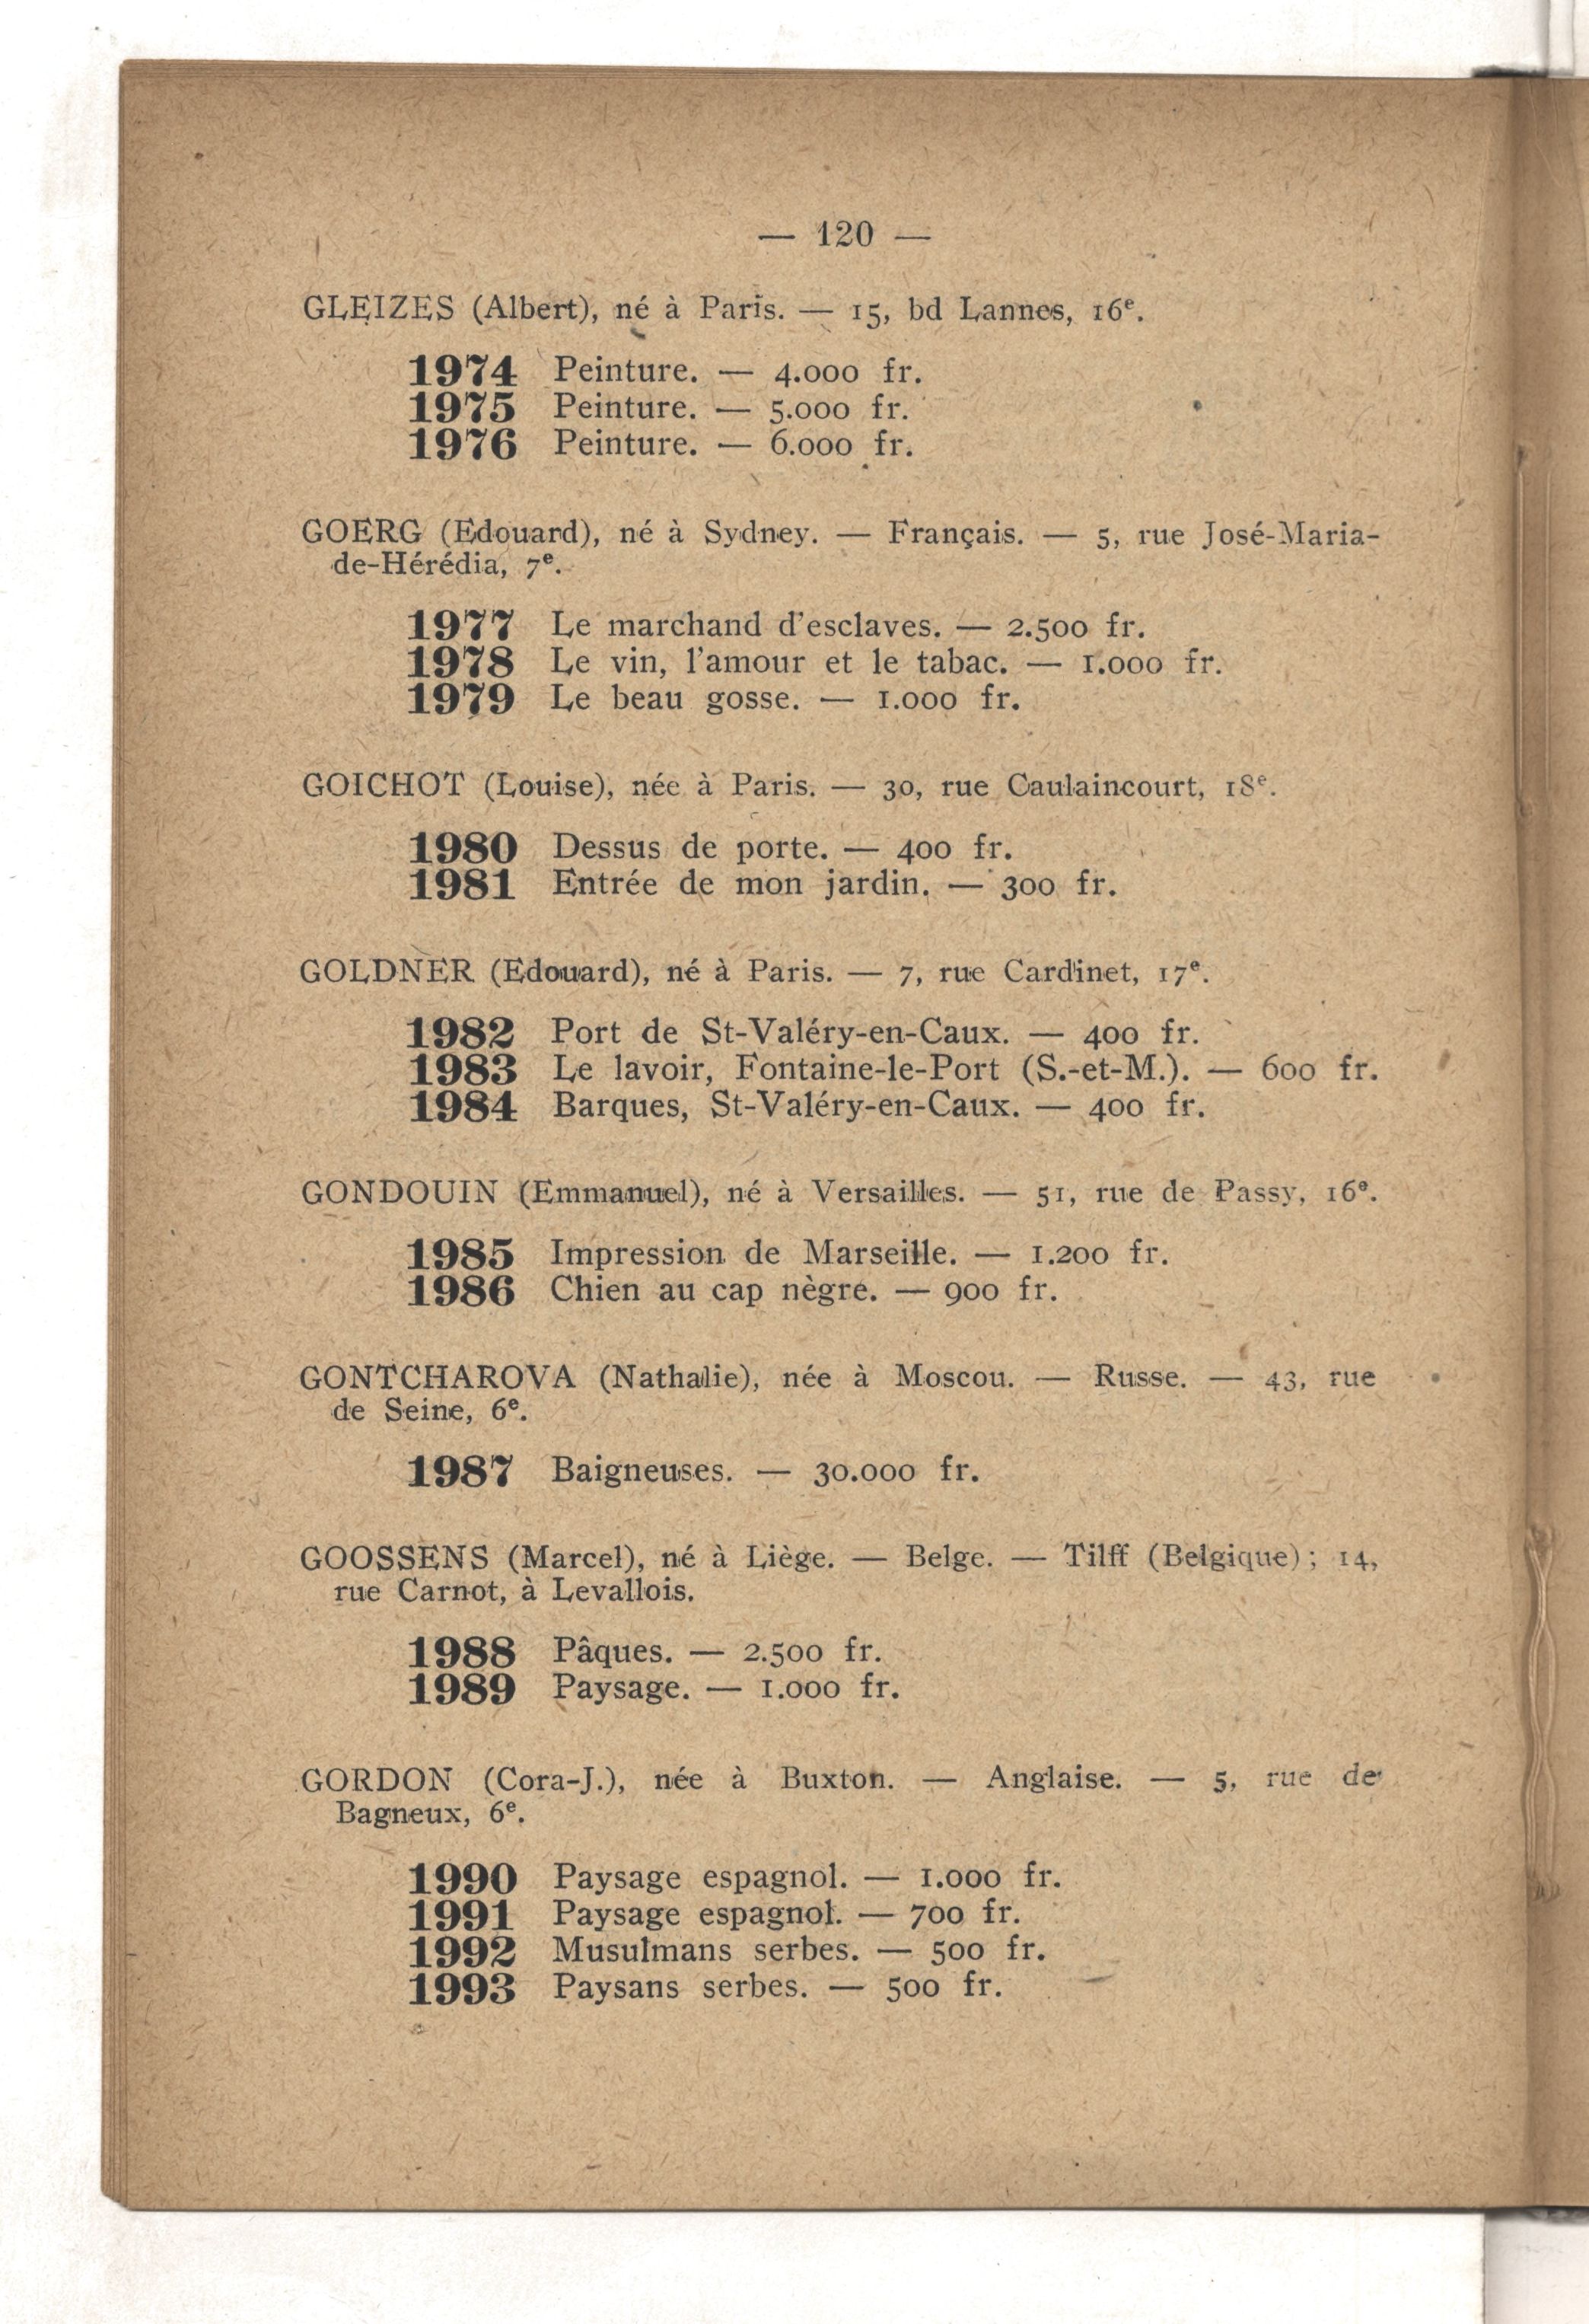 — 120 —
GLEIZES (Albert), né à Paris. — 15, bd Lannes, 16e.
1974 Peinture. — 4.000 fr.
1975 Peinture. — 5.000 fr.
1976 Peinture. — 6.000 fr.
GOERG (Edouard), né à Sydney. — Français. — 5, rue José-Maria-
de-Hérédia, 7e.
1977 Le marchand d'esclaves. — 2.500 fr.
1978 Le vin, l'amour et le tabac. — 1.000 fr.
1979 Le beau gosse. — 1.000 fr.
GOICHOT (Louise), née à Paris. — 30, rue Caulaincourt, 18e.
1980 Dessus de porte. — 400 fr.
1981 Entrée de mon jardin. — 300 fr.
GOLDNER (Edouard), né à Paris. — 7, rue Cardinet, 17e.
1982 Port de St-Valéry-en-Caux. — 400 fr.
1983 Le lavoir, Fontaine-le-Port (S.-et-M.). — 600 fr.
1984 Barques, St-Valéry-en-Caux. — 400 fr.
GONDOUIN (Emmanuel), né à Versailles. — 51, rue de Passy, 16e.
1985 Impression de Marseille. — 1.200 fr.
1986 Chien au cap nègre. — 900 fr.
GONTCHAROVA (Nathalie), née à Moscou. — Russe. — 43, rue
de Seine, 6e.
1987 Baigneuses. — 30.000 fr.
GOOSSENS (Marcel), né à Liège. — Belge. — Tilff (Belgique) ; 14,
rue Carnot, à Levallois.
1988 Pâques. — 2.500 fr.
1989 Paysage. — 1.000 fr.
GORDON (Cora-J.), née à Buxton. — Anglaise. — 5, rue de
Bagneux, 6e.
1990 Paysage espagnol. — 1.000 fr.
1991 Paysage espagnol. — 700 fr.
1992 Musulmans serbes. — 500 fr.
1993 Paysans serbes. — 500 fr.